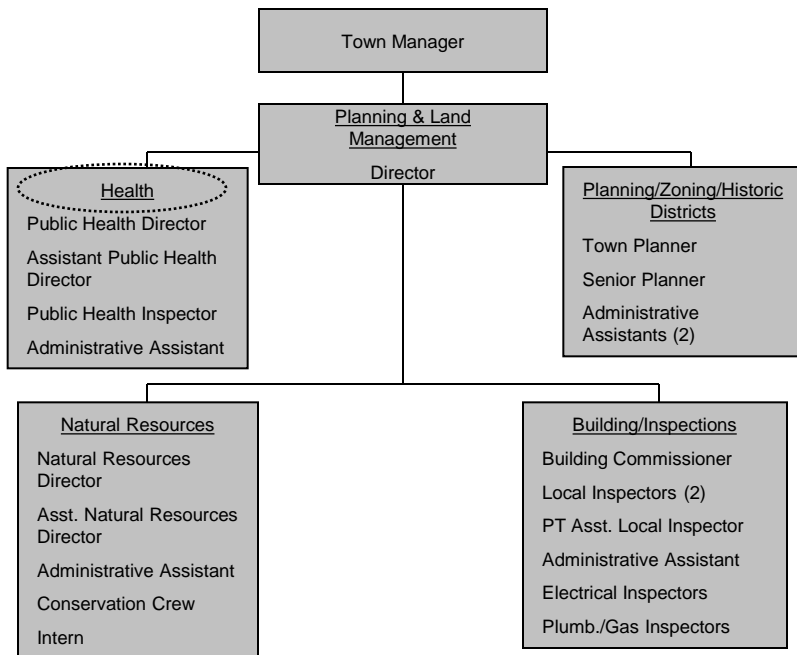 Town Manager
Planning & Land
Management
Director
Health
Public Health Director
Assistant Public Health
Director
Public Health Inspector
Administrative Assistant
Planning/Zoning/Historic
Districts
Town Planner
Senior Planner
Administrative
Assistants (2)
Natural Resources
Natural Resources
Director
Asst. Natural Resources
Director
Administrative Assistant
Conservation Crew
Intern
Building/Inspections
Building Commissioner
Local Inspectors (2)
PT Asst. Local Inspector
Administrative Assistant
Electrical Inspectors
Plumb./Gas Inspectors